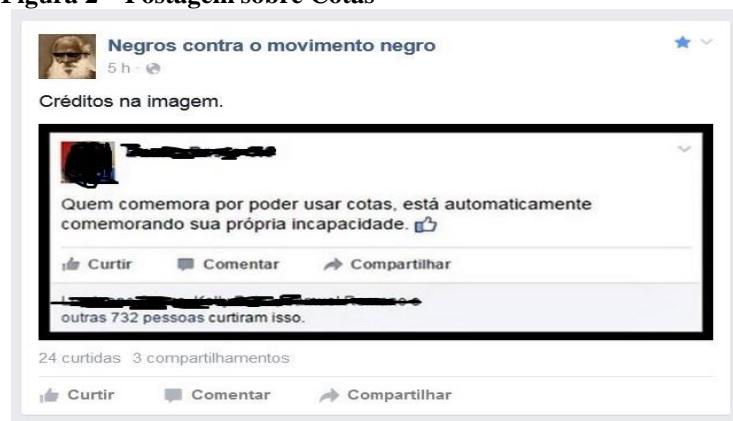 Figura 2 – Postagem sobre Cotas
Negros contra o movimento negro
5 h
Créditos na imagem.
Quem comemora por poder usar cotas, está automaticamente
comemorando sua própria incapacidade.
Curtir Comentar Compartilhar
outras 732 pessoas curtiram isso.
24 curtidas 3 compartilhamentos
Curtir Comentar Compartilhar